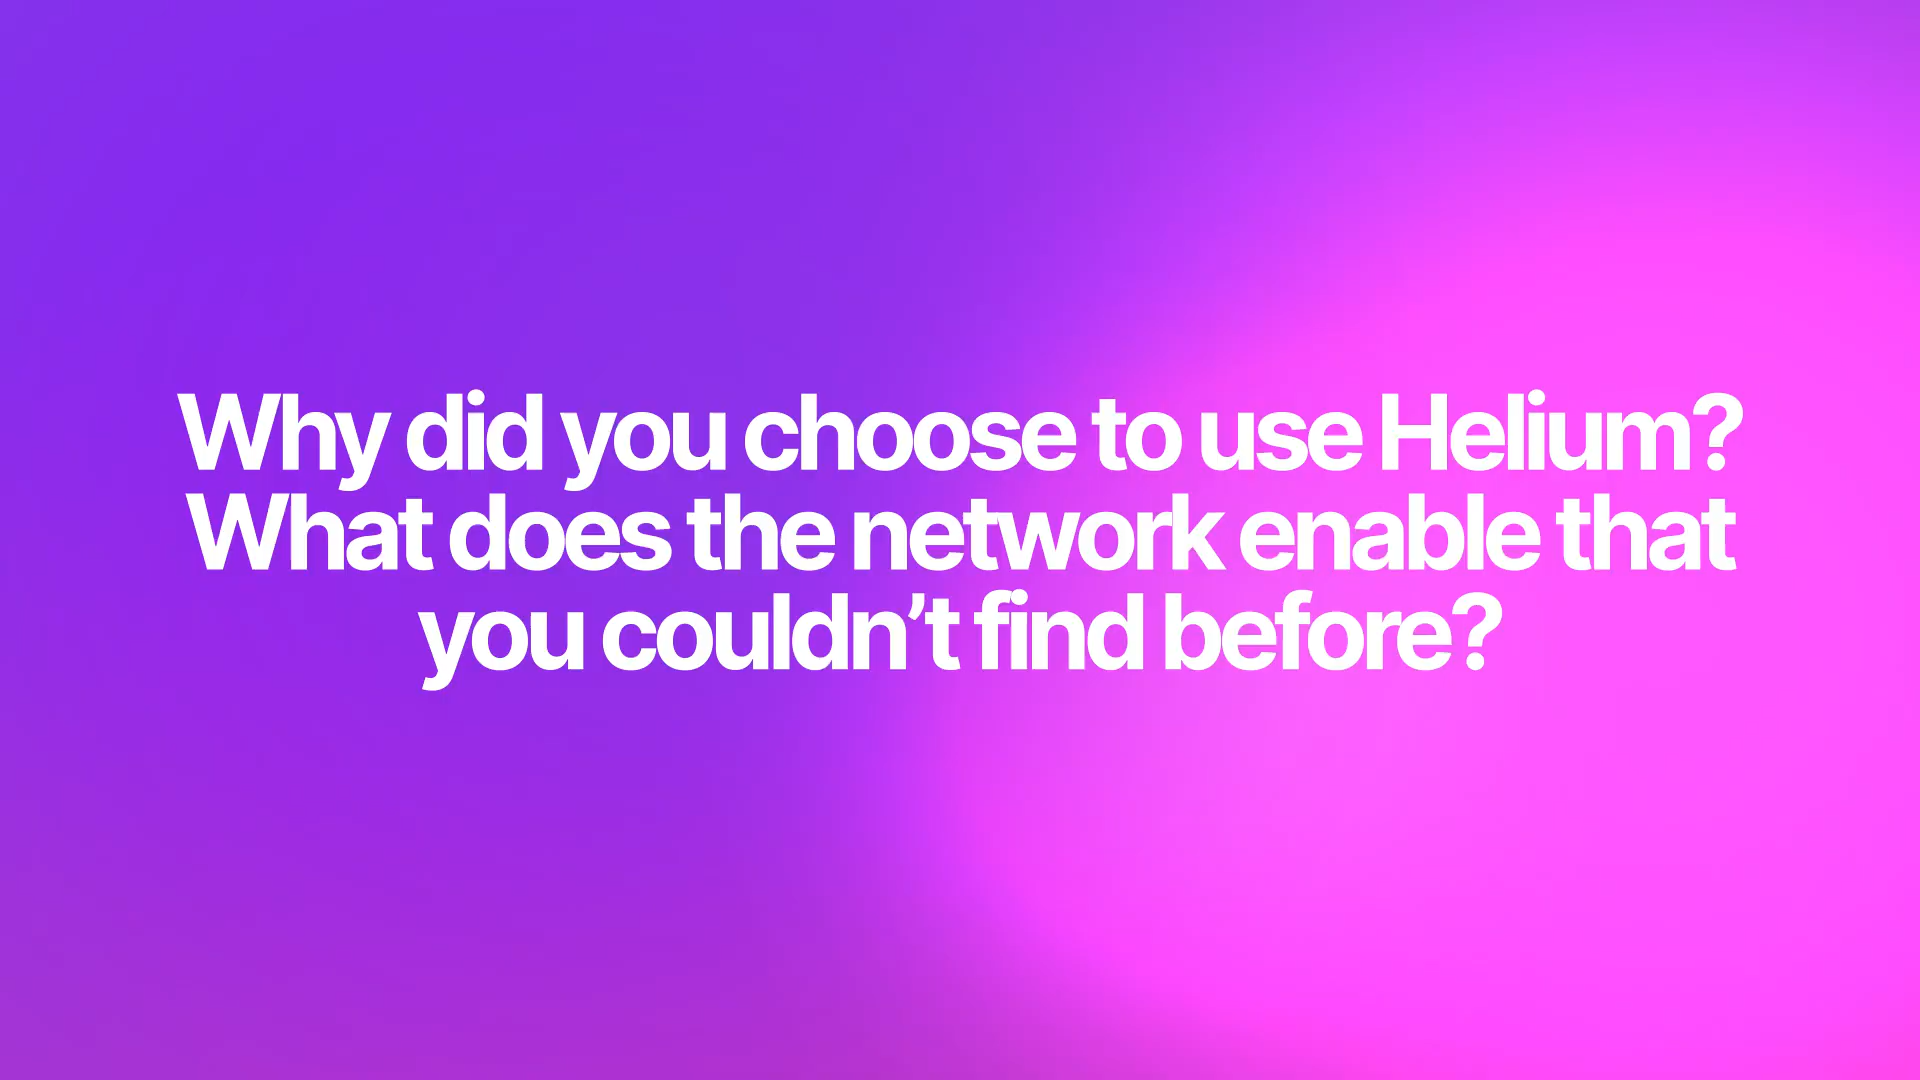 Why did you choose to use Helium?
What does the network enable that
you couldn’t find before?